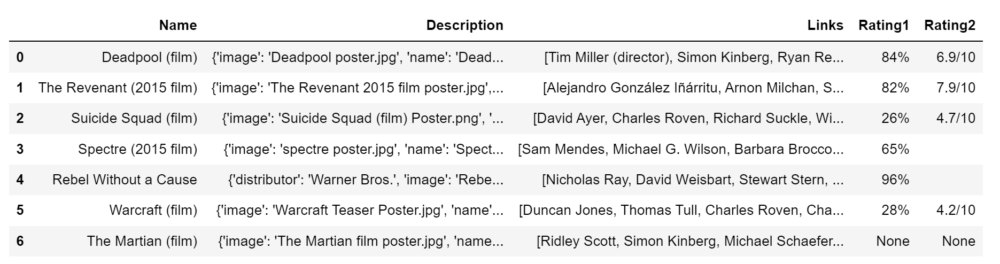 Name Description Links Rating1 Rating2
0 Deadpool (film) {'image': 'Deadpool poster.jpg', 'name': 'Dead... [Tim Miller (director), Simon Kinberg, Ryan Re... 84% 6.9/10
1 The Revenant (2015 film) {'image': 'The Revenant 2015 film poster.jpg',... [Alejandro González Iñárritu, Arnon Milchan, S... 82% 7.9/10
2 Suicide Squad (film) {'image': 'Suicide Squad (film) Poster.png', '... [David Ayer, Charles Roven, Richard Suckle, Wi... 26% 4.7/10
3 Spectre (2015 film) {'image': 'spectre poster.jpg', 'name': 'Spect... [Sam Mendes, Michael G. Wilson, Barbara Brocco... 65%
4 Rebel Without a Cause {'distributor': 'Warner Bros.', 'image': 'Rebe... [Nicholas Ray, David Weisbart, Stewart Stern, ... 96%
5 Warcraft (film) {'image': 'Warcraft Teaser Poster.jpg', 'name'... [Duncan Jones, Thomas Tull, Charles Roven, Cha... 28% 4.2/10
6 The Martian (film) {'image': 'The Martian film poster.jpg', 'name... [Ridley Scott, Simon Kinberg, Michael Schaefer... None None